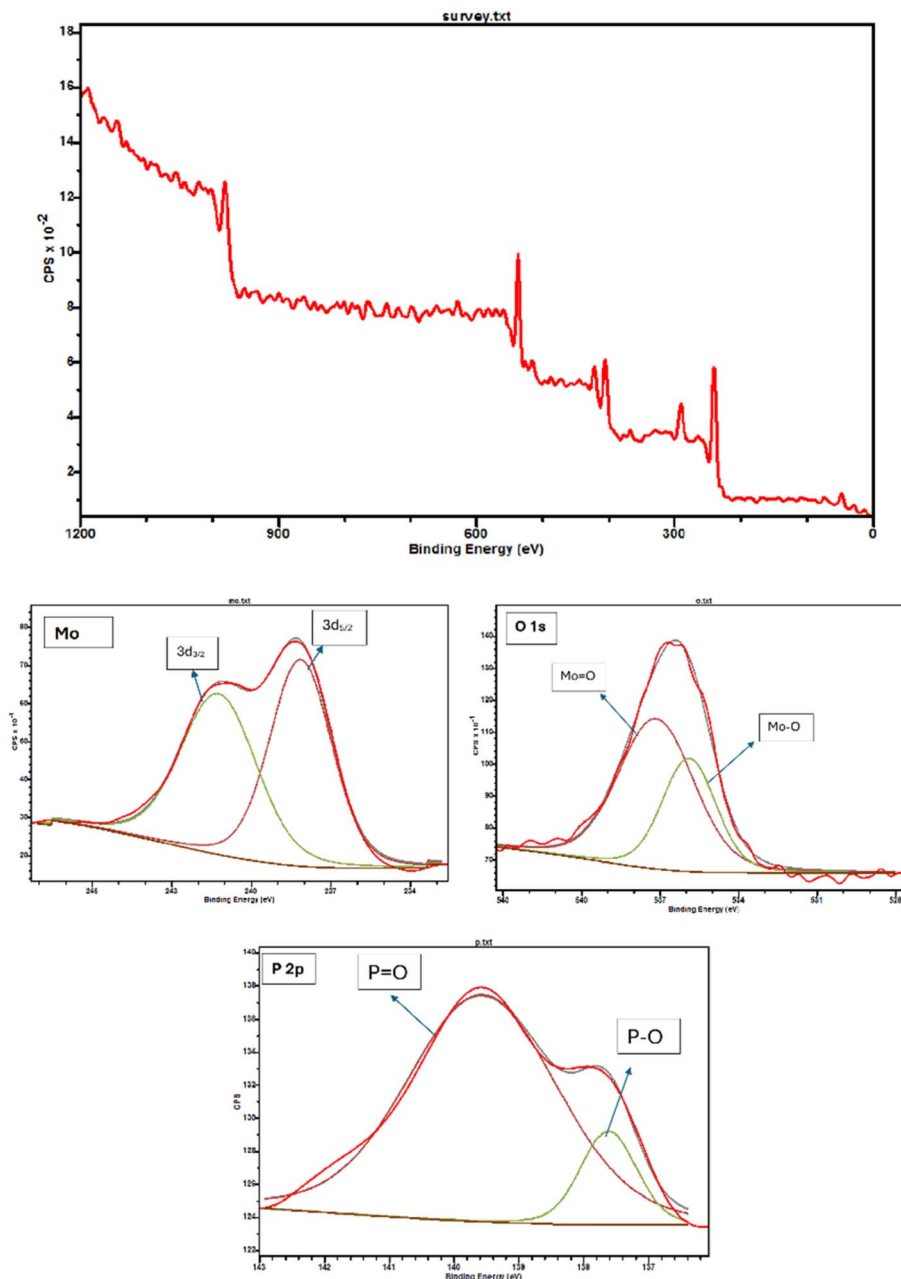 survey.txt
18
16
14
12
10
8
6
4
2
CPS x 10⁻²
1200 900 600 300 0
Binding Energy (eV)
mo.txt
Mo
3d3/2
3d5/2
80
70
60
50
40
30
20
CPS x 10⁻¹
246 243 240 237 234
Binding Energy (eV)
o.txt
O 1s
Mo=O
Mo-O
140
130
120
110
100
90
80
70
CPS x 10⁻¹
540 537 534 531 528
Binding Energy (eV)
p.txt
P 2p
P=O
P-O
140
138
136
134
132
130
128
126
124
122
CPS
143 142 141 140 139 138 137
Binding Energy (eV)